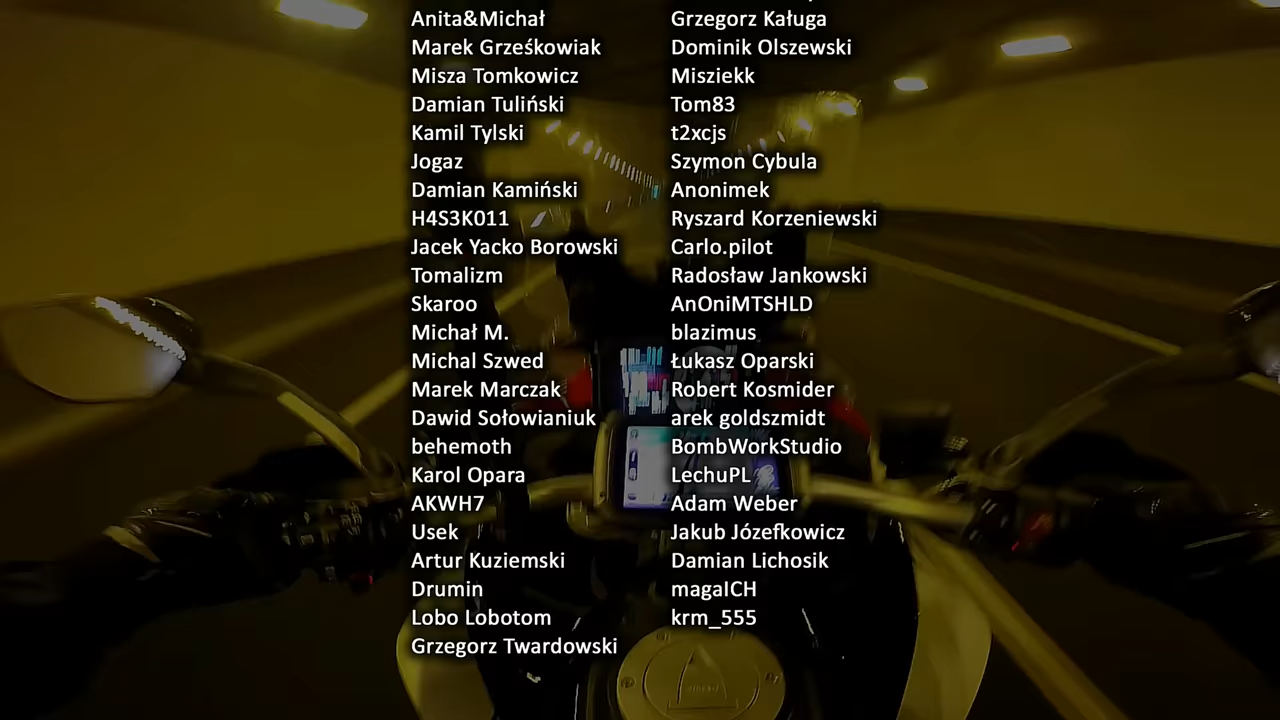 Anita&Michał
Marek Grześkowiak
Misza Tomkowicz
Damian Tuliński
Kamil Tylski
Jogaz
Damian Kamiński
H4S3K011
Jacek Yacko Borowski
Tomalizm
Skaroo
Michał M.
Michal Szwed
Marek Marczak
Dawid Sołowianiuk
behemoth
Karol Opara
AKWH7
Usek
Artur Kuziemski
Drumin
Lobo Lobotom
Grzegorz Twardowski
Grzegorz Kaługa
Dominik Olszewski
Misziekk
Tom83
t2xcjs
Szymon Cybula
Anonimek
Ryszard Korzeniewski
Carlo.pilot
Radosław Jankowski
AnOniMTSHLD
blazimus
Łukasz Oparski
Robert Kosmider
arek goldszmidt
BombWorkStudio
LechuPL
Adam Weber
Jakub Józefkowicz
Damian Lichosik
magaICH
krm_555